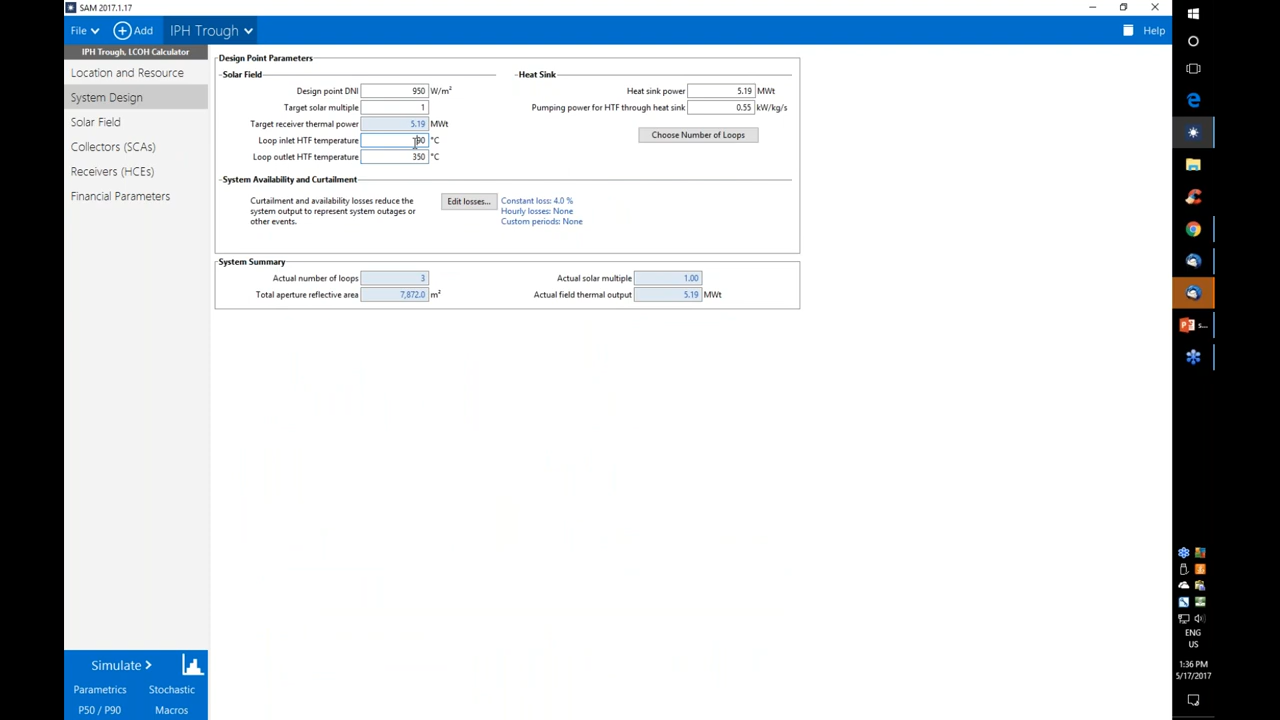 SAM 2017.1.17
File
Add
IPH Trough
Help
IPH Trough, LCOH Calculator
Location and Resource
System Design
Solar Field
Collectors (SCAs)
Receivers (HCEs)
Financial Parameters
Design Point Parameters
Solar Field
Design point DNI 950 W/m²
Target solar multiple 1
Target receiver thermal power 5.19 MWt
Loop inlet HTF temperature 90 °C
Loop outlet HTF temperature 350 °C
Heat Sink
Heat sink power 5.19 MWt
Pumping power for HTF through heat sink 0.55 kW/kg/s
Choose Number of Loops
System Availability and Curtailment
Curtailment and availability losses reduce the
system output to represent system outages or
other events.
Edit losses...
Constant loss: 4.0 %
Hourly losses: None
Custom periods: None
System Summary
Actual number of loops 3
Total aperture reflective area 7,872.0 m²
Actual solar multiple 1.00
Actual field thermal output 5.19 MWt
Simulate >
Parametrics Stochastic
P50 / P90 Macros
s...
ENG
US
1:36 PM
5/17/2017